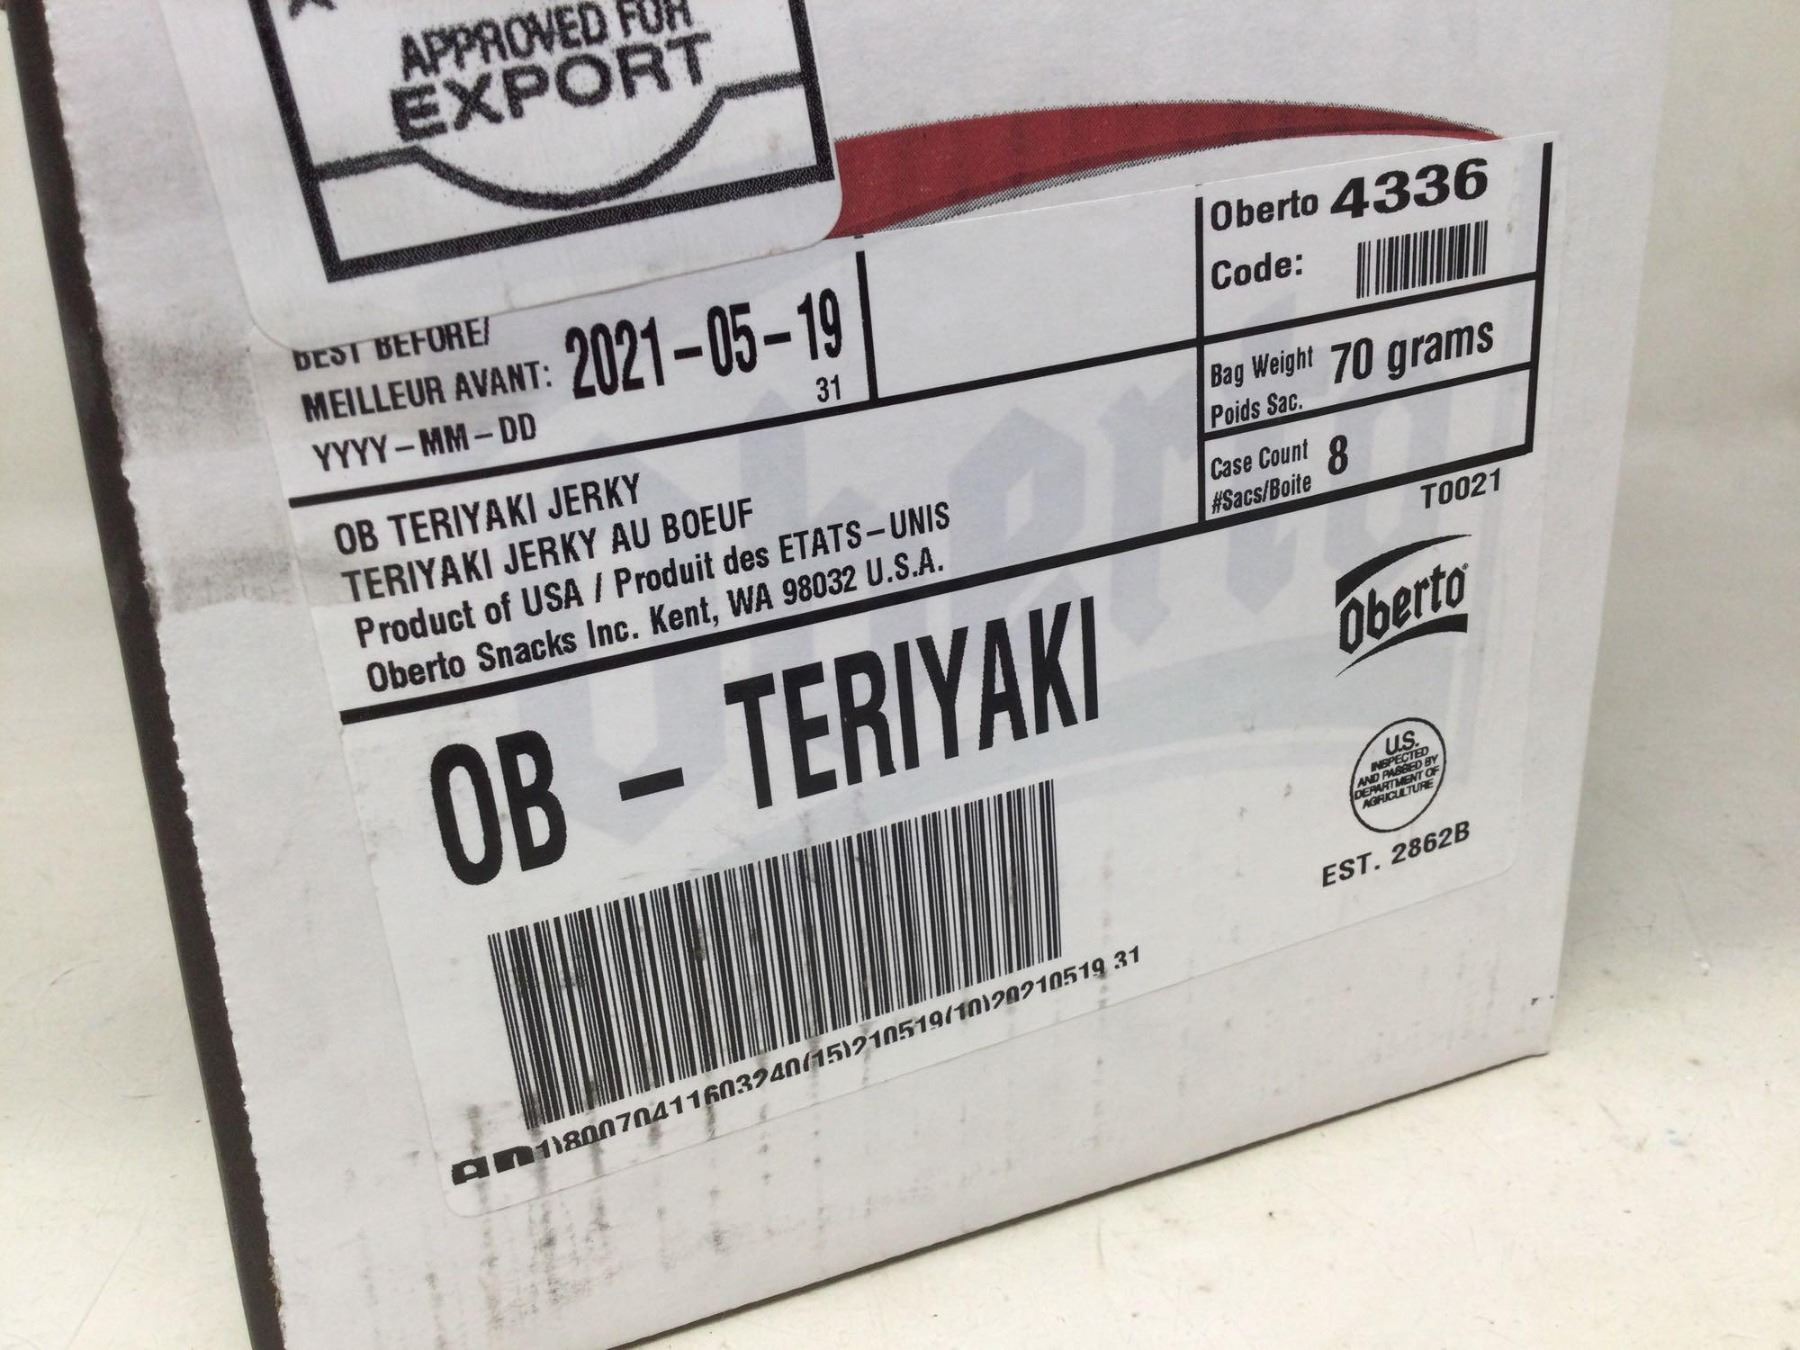 APPROVED FOR
EXPORT
Oberto 4336
Code:
BEST BEFORE/
MEILLEUR AVANT: 2021-05-19
31
YYYY-MM-DD
Bag Weight 70 grams
Poids Sac.
Case Count 8
#Sacs/Boite
T0021
OB TERIYAKI JERKY
TERIYAKI JERKY AU BOEUF
Product of USA / Produit des ETATS-UNIS
Oberto Snacks Inc. Kent, WA 98032 U.S.A.
Oberto
OB - TERIYAKI
U.S.
INSPECTED
AND PASSED BY
DEPARTMENT OF
AGRICULTURE
EST. 2862B
1)80070411603240(15)210519(10)20210519 31